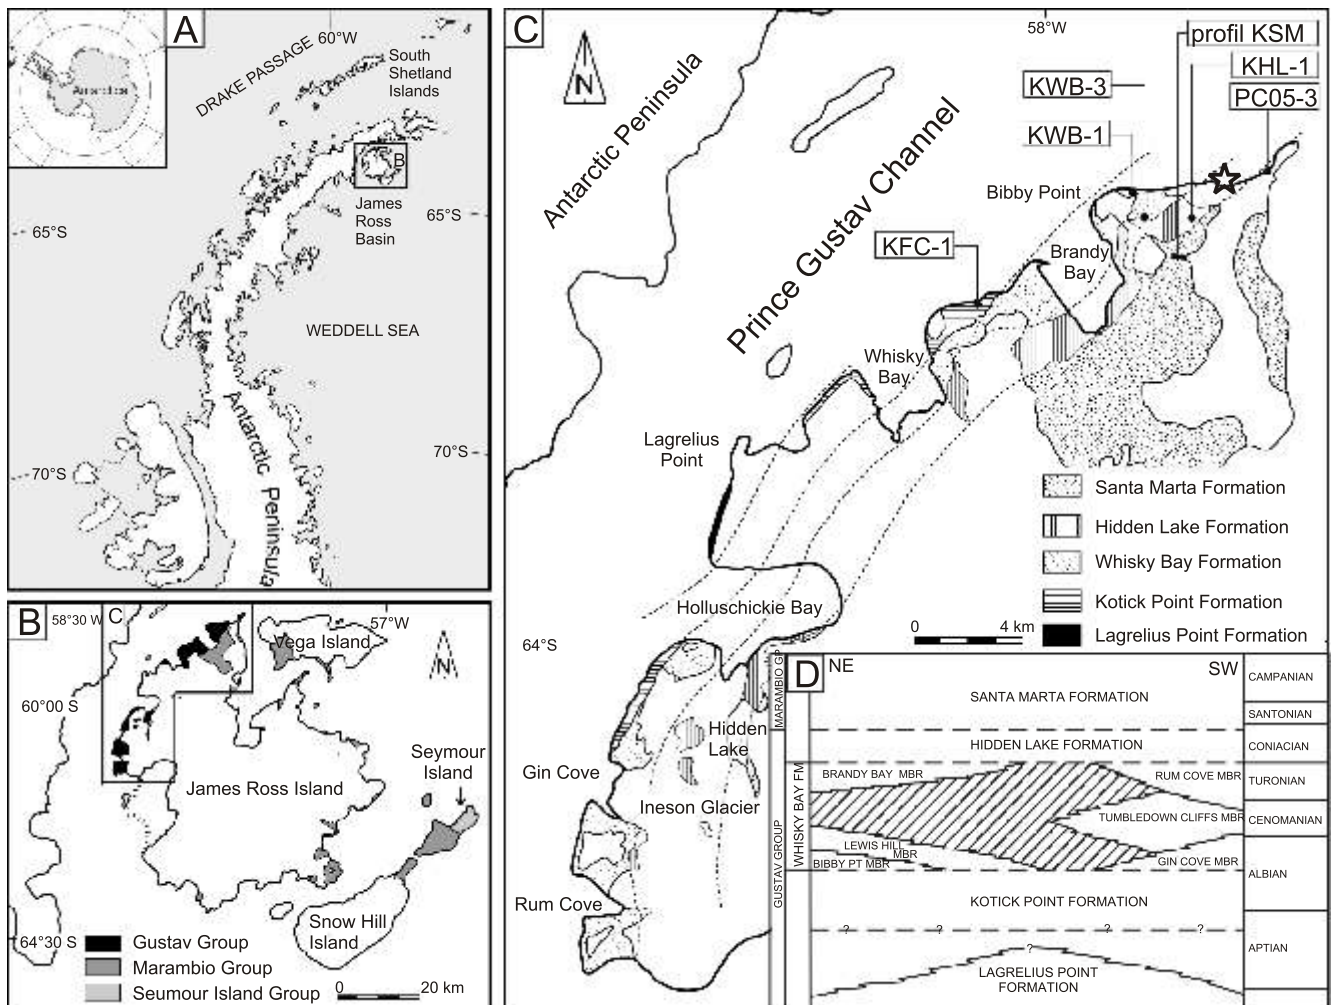 A
60°W
DRAKE PASSAGE
South
Shetland
Islands
Antarctica
B
James
Ross
Basin
65°S
65°S
WEDDELL SEA
Antarctic Peninsula
70°S
70°S
B
58°30 W
C
57°W
Vega Island
N
60°00 S
Seymour
Island
James Ross Island
Snow Hill
Island
64°30 S
Gustav Group
Marambio Group
Seumour Island Group
0 20 km
C
58°W
N
Antarctic Peninsula
Prince Gustav Channel
profil KSM
KHL-1
KWB-3
PC05-3
KWB-1
Bibby Point
KFC-1
Brandy
Bay
Whisky
Bay
Lagrelius
Point
Santa Marta Formation
Hidden Lake Formation
Whisky Bay Formation
Kotick Point Formation
Lagrelius Point Formation
Holluschickie Bay
0 4 km
64°S
Hidden
Lake
Gin Cove
Ineson Glacier
Rum Cove
D
NE
SW
MARAMBIO GP
GUSTAV GROUP
WHISKY BAY FM
SANTA MARTA FORMATION
CAMPANIAN
SANTONIAN
HIDDEN LAKE FORMATION
CONIACIAN
BRANDY BAY MBR
RUM COVE MBR
TURONIAN
TUMBLEDOWN CLIFFS MBR
CENOMANIAN
LEWIS HILL
MBR
BIBBY PT MBR
GIN COVE MBR
ALBIAN
KOTICK POINT FORMATION
? ? ? ?
APTIAN
?
LAGRELIUS POINT
FORMATION